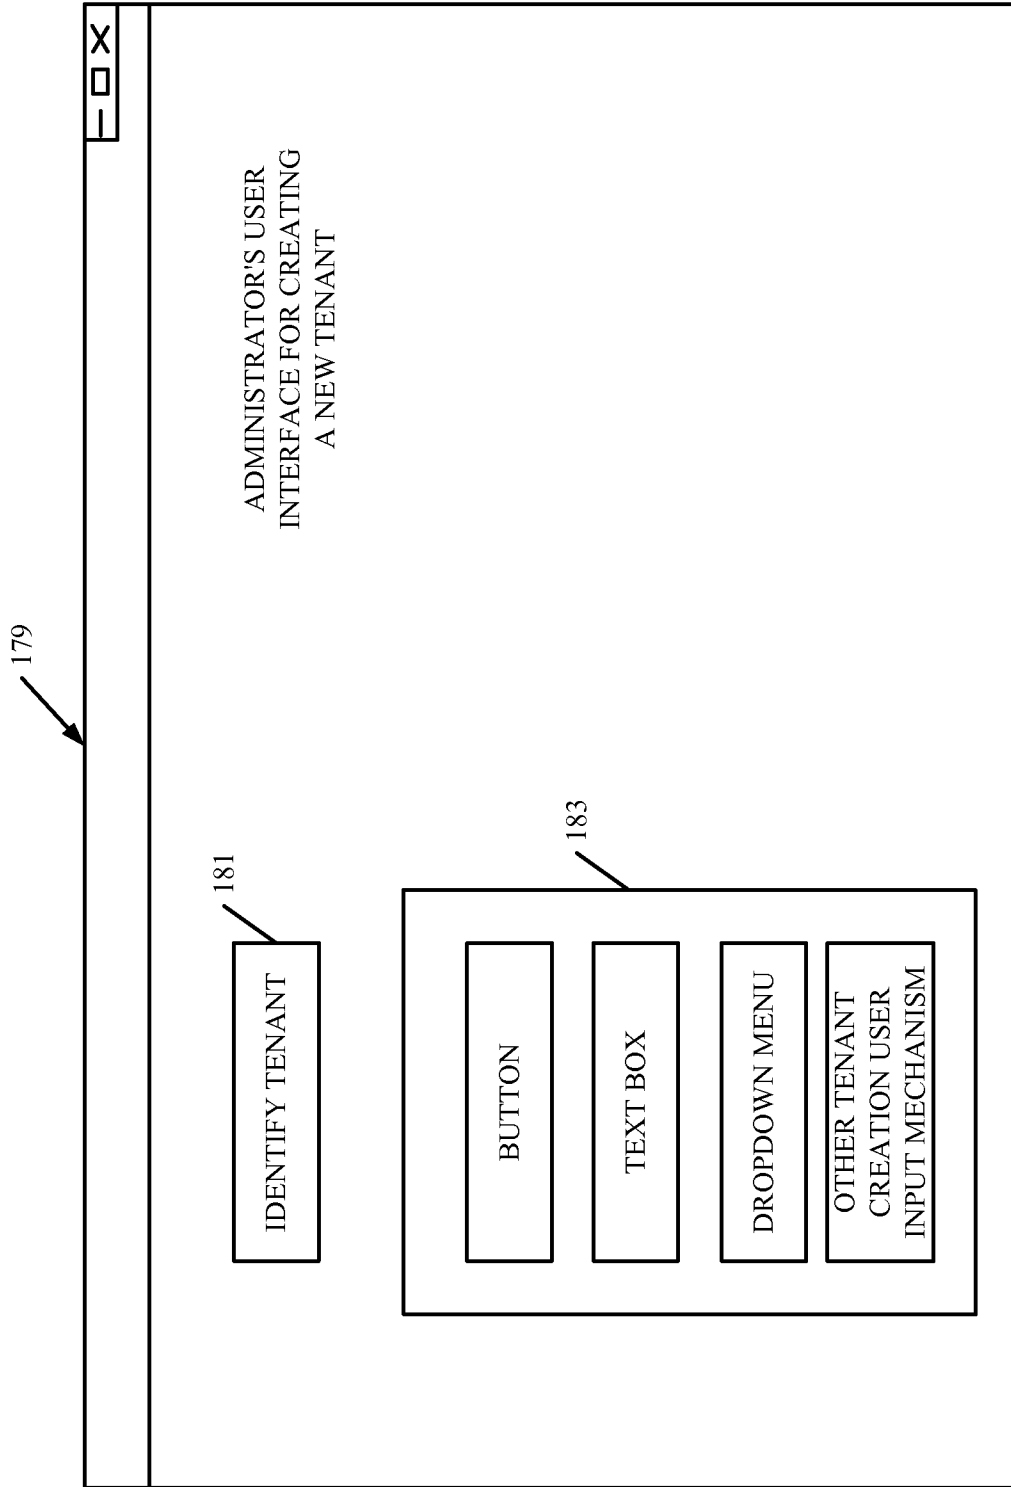 179
ADMINISTRATOR'S USER
INTERFACE FOR CREATING
A NEW TENANT
181
IDENTIFY TENANT
183
BUTTON
TEXT BOX
DROPDOWN MENU
OTHER TENANT
CREATION USER
INPUT MECHANISM